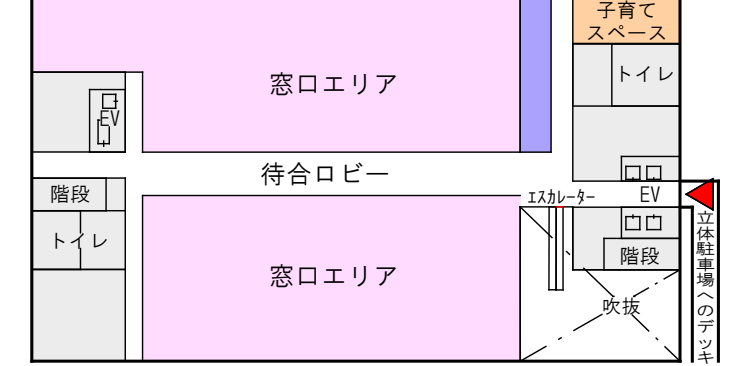 子育て
スペース
トイレ
窓口エリア
EV
待合ロビー
階段
エスカレーター
EV
トイレ
階段
窓口エリア
吹抜
立体駐車場へのデッキ